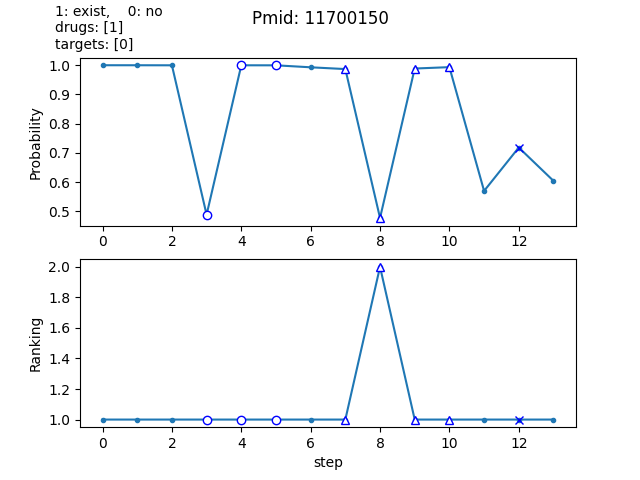 1: exist,    0: no
drugs: [1]
targets: [0]
Pmid: 11700150
Probability
1.0
0.9
0.8
0.7
0.6
0.5
0 2 4 6 8 10 12
Ranking
2.0
1.8
1.6
1.4
1.2
1.0
0 2 4 6 8 10 12
step